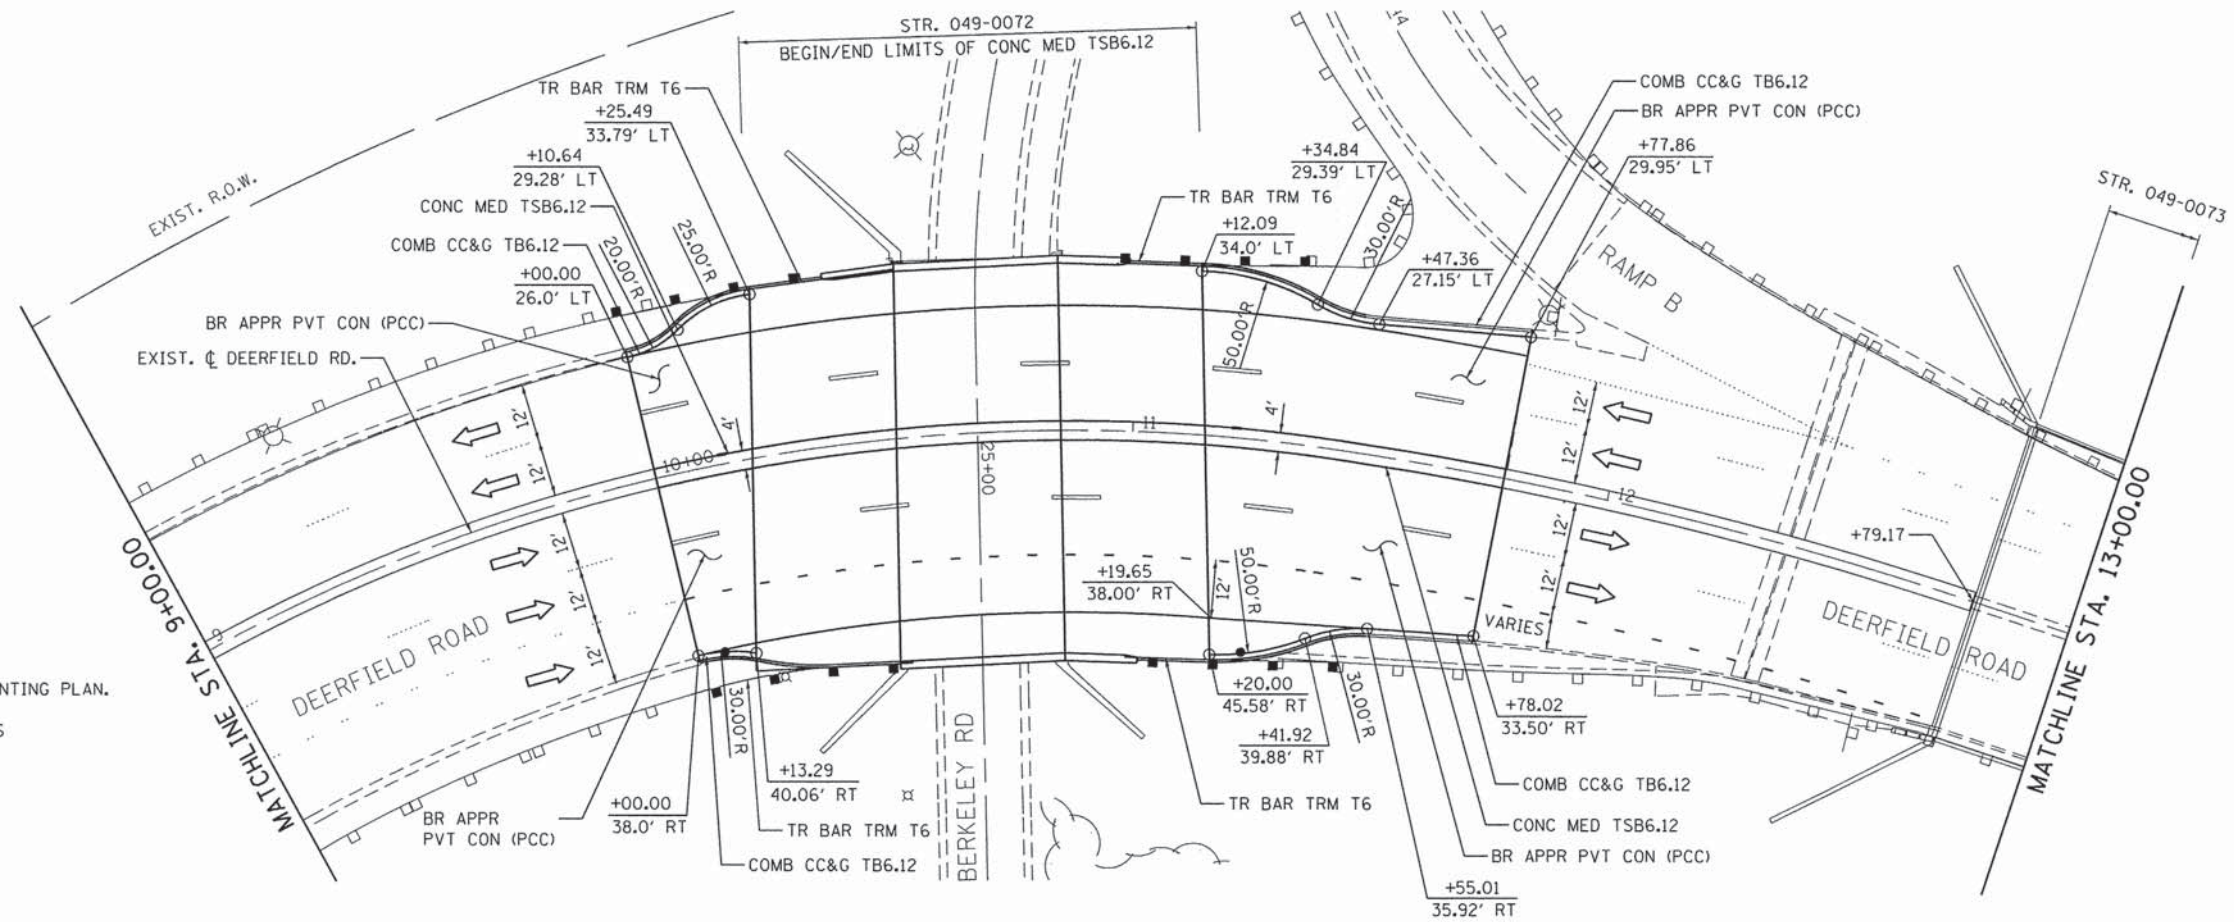 STR. 049-0072
BEGIN/END LIMITS OF CONC MED TSB6.12
TR BAR TRM T6
+25.49
33.79' LT
+10.64
29.28' LT
CONC MED TSB6.12
COMB CC&G TB6.12
+00.00
26.0' LT
20.00'R
25.00'R
BR APPR PVT CON (PCC)
EXIST. ℄ DEERFIELD RD.
EXIST. R.O.W.
14
COMB CC&G TB6.12
BR APPR PVT CON (PCC)
+77.86
29.95' LT
+34.84
29.39' LT
TR BAR TRM T6
+12.09
34.0' LT
30.00'R
+47.36
27.15' LT
50.00'R
RAMP B
STR. 049-0073
12'
12'
4'
10+00
11
25+00
4'
12'
12'
12
12'
12'
12'
12'
12'
9
DEERFIELD ROAD
MATCHLINE STA. 9+00.00
NTING PLAN.
S
+19.65
38.00' RT
12'
50.00'R
VARIES
+79.17
DEERFIELD ROAD
MATCHLINE STA. 13+00.00
30.00'R
+13.29
40.06' RT
+00.00
38.0' RT
BR APPR
PVT CON (PCC)
TR BAR TRM T6
COMB CC&G TB6.12
BERKELEY RD
+20.00
45.58' RT
+41.92
39.88' RT
30.00'R
TR BAR TRM T6
+78.02
33.50' RT
COMB CC&G TB6.12
CONC MED TSB6.12
BR APPR PVT CON (PCC)
+55.01
35.92' RT